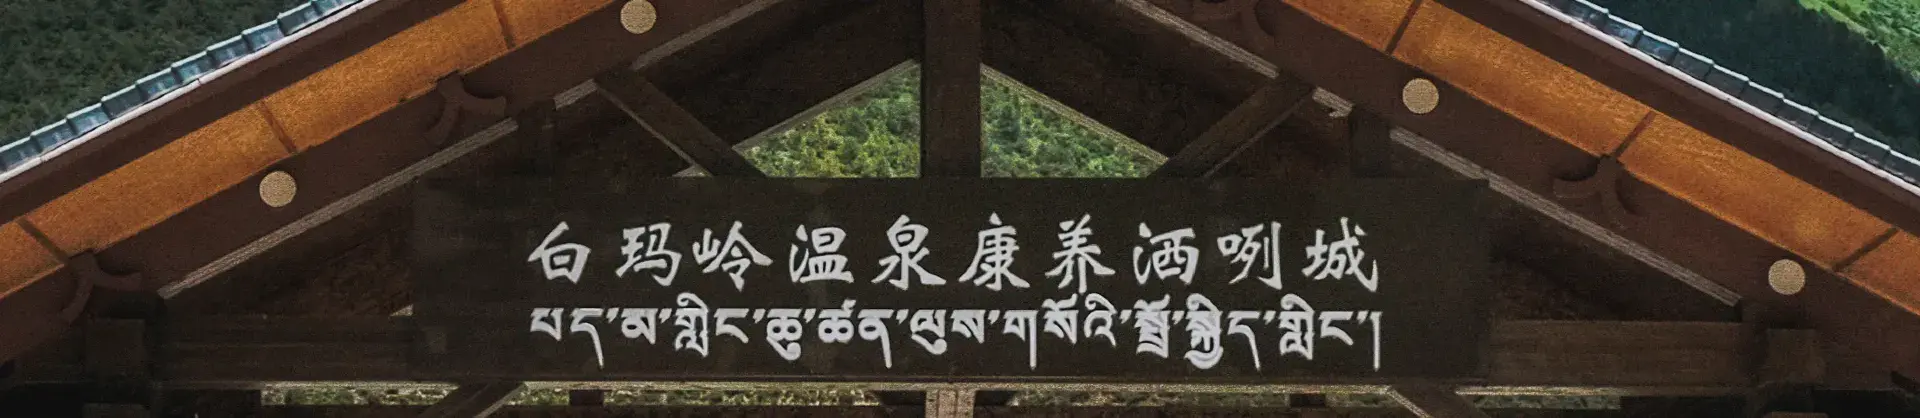 白玛岭温泉康养洒咧城
པད་མ་གླིང་ཆུ་ཚན་ལུས་གསོའི་སྤྲོ་སྐྱིད་གླིང་།